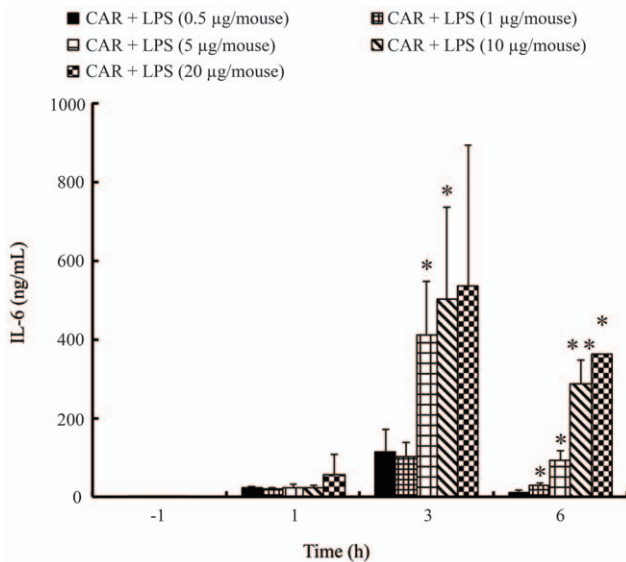 CAR + LPS (0.5 µg/mouse) CAR + LPS (1 µg/mouse)
CAR + LPS (5 µg/mouse) CAR + LPS (10 µg/mouse)
CAR + LPS (20 µg/mouse)
1000
800
600
400
200
0
IL-6 (ng/mL)
* *
* * * * *
-1 1 3 6
Time (h)